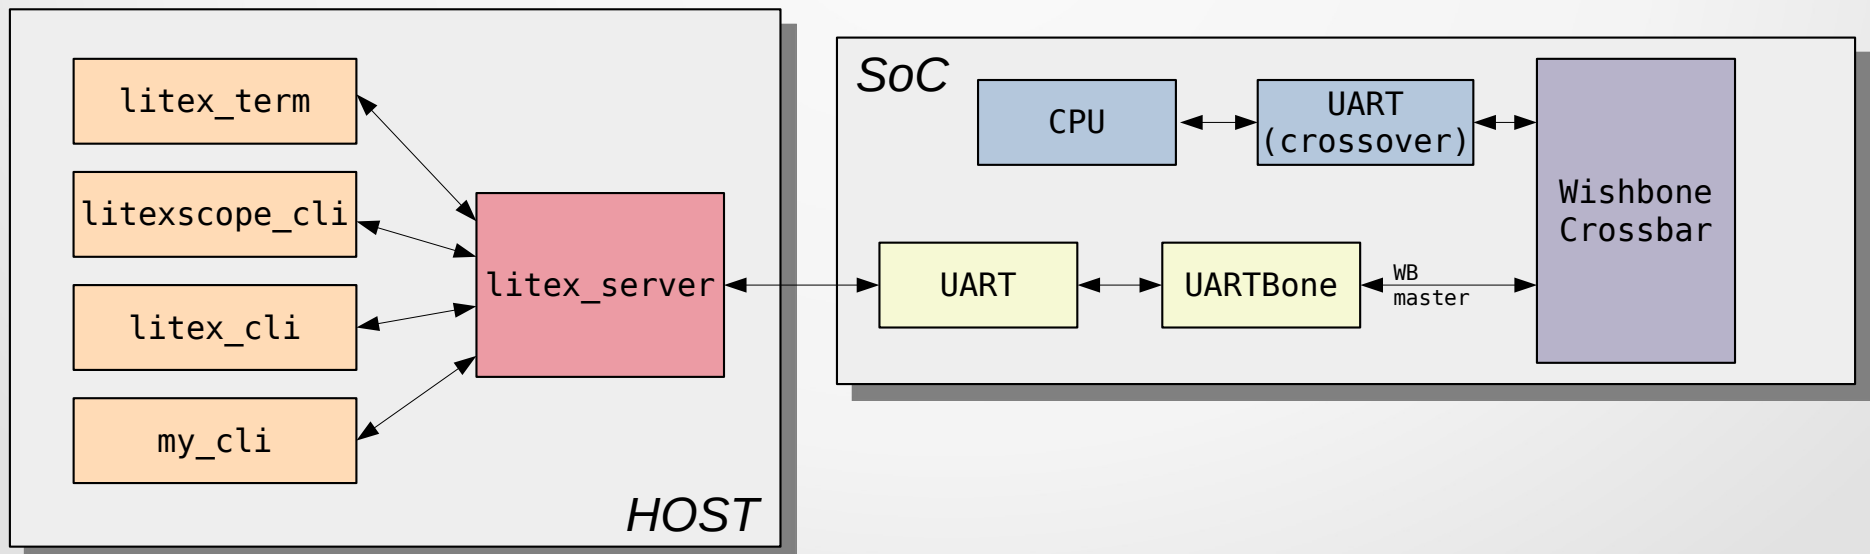 litex_term
litexscope_cli
litex_cli
my_cli
litex_server
HOST
SoC
CPU
UART
(crossover)
Wishbone
Crossbar
UART
UARTBone
WB
master